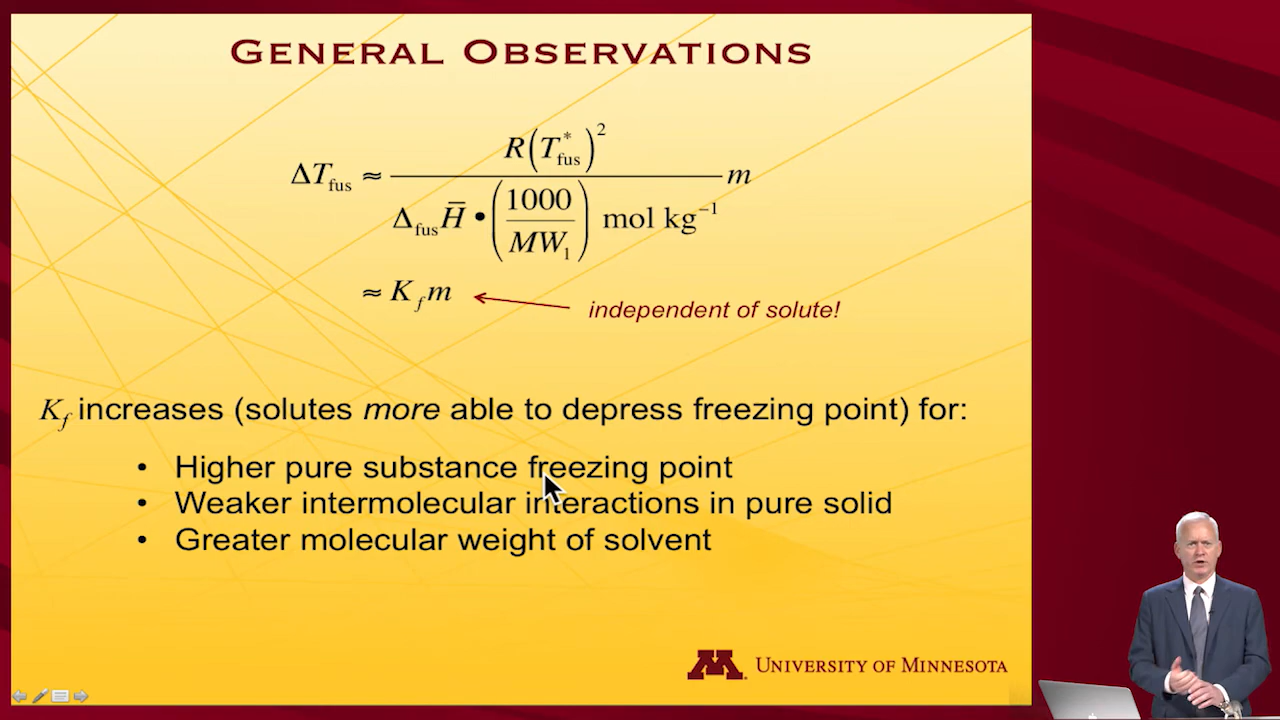 GENERAL OBSERVATIONS
ΔT_fus ≈ R(T*_fus)² / (Δ_fus H̅ • (1000 / MW₁) mol kg⁻¹) m
≈ K_f m
independent of solute!
K_f increases (solutes more able to depress freezing point) for:
• Higher pure substance freezing point
• Weaker intermolecular interactions in pure solid
• Greater molecular weight of solvent
M UNIVERSITY OF MINNESOTA